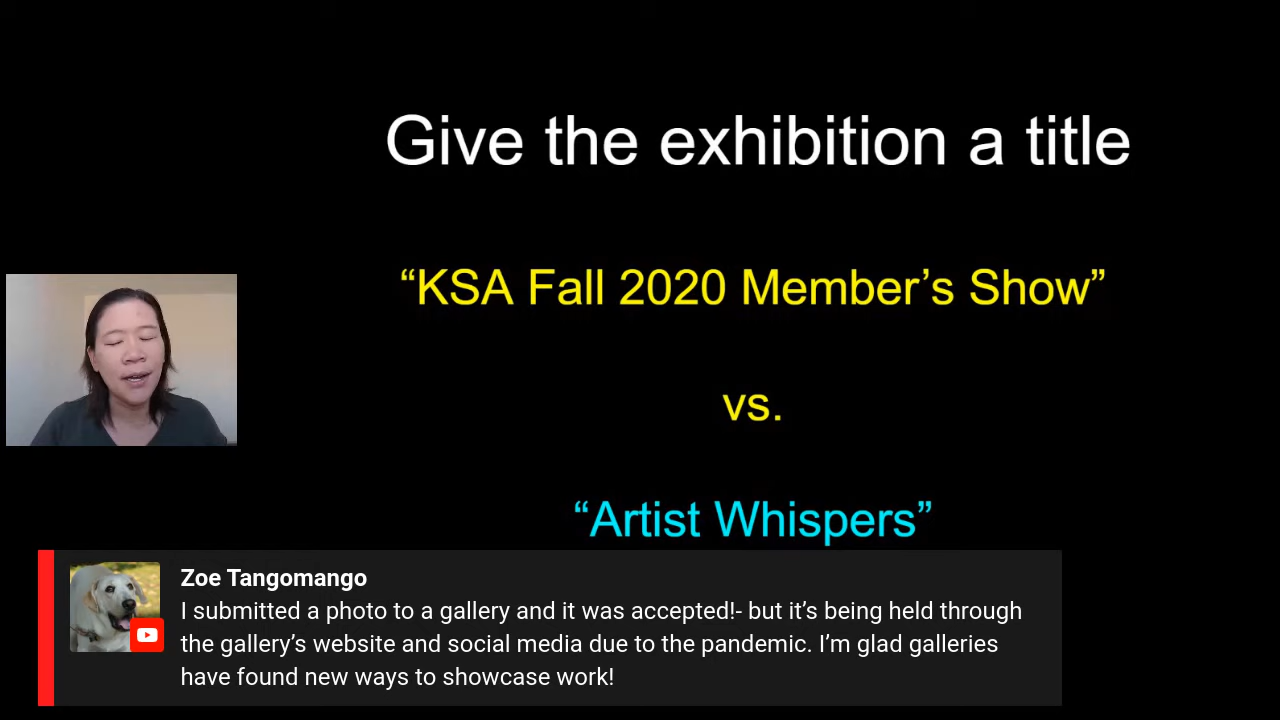 Give the exhibition a title
“KSA Fall 2020 Member’s Show”
vs.
“Artist Whispers”
Zoe Tangomango
I submitted a photo to a gallery and it was accepted!- but it’s being held through
the gallery’s website and social media due to the pandemic. I’m glad galleries
have found new ways to showcase work!